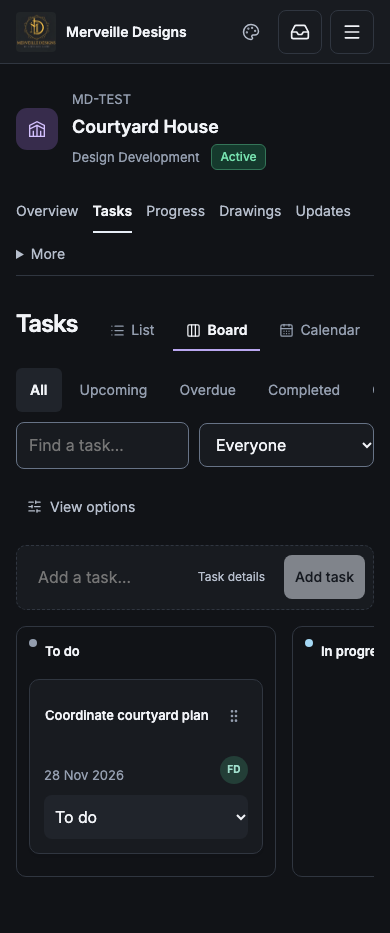 Merveille Designs
MD-TEST
Courtyard House
Design Development Active
Overview Tasks Progress Drawings Updates
More
Tasks List Board Calendar
All Upcoming Overdue Completed
Find a task... Everyone
View options
Add a task... Task details Add task
To do In progre
Coordinate courtyard plan
28 Nov 2026 FD
To do